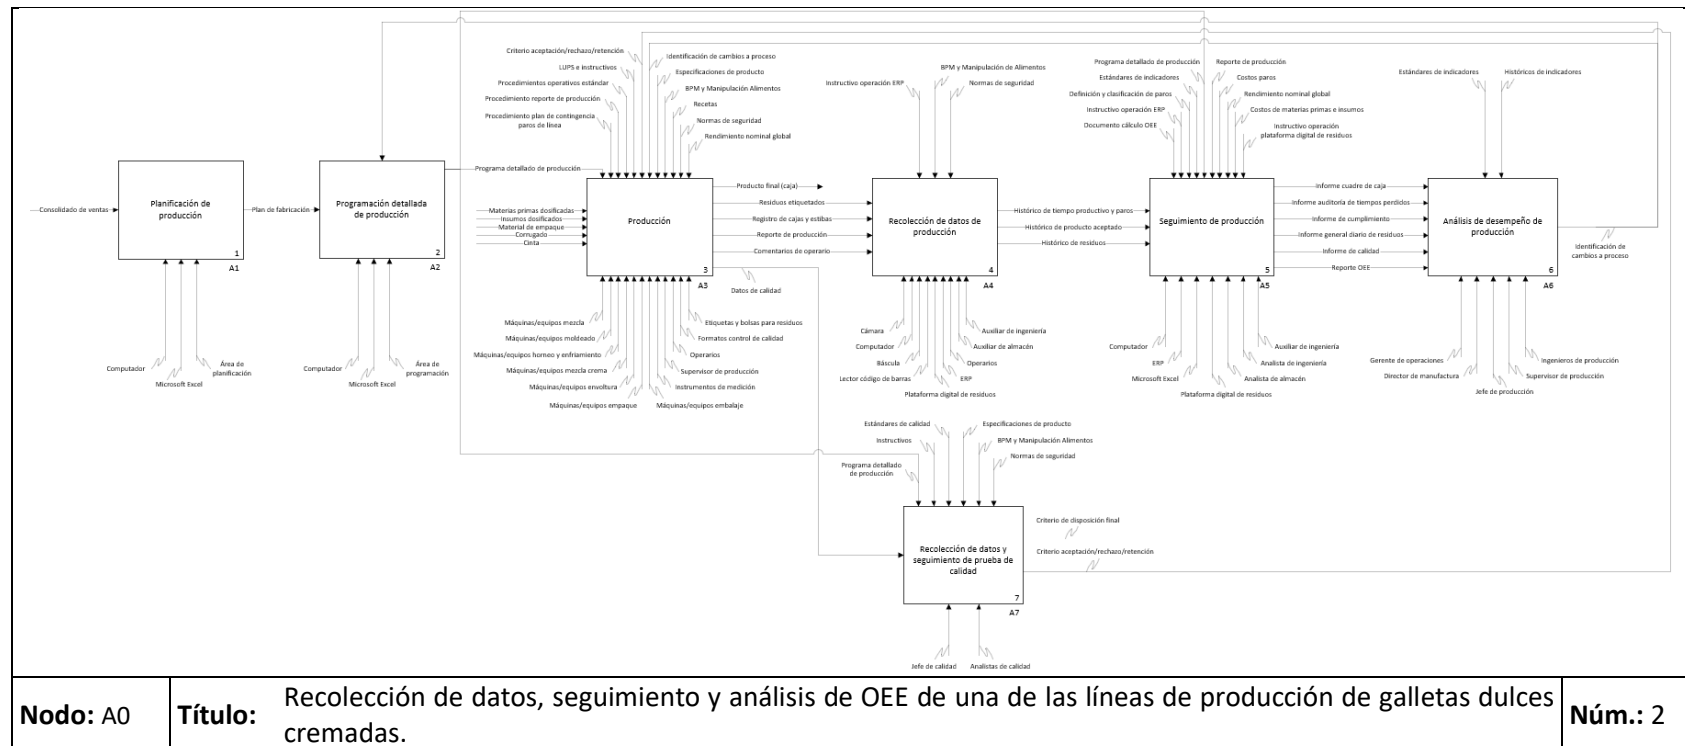 Consolidado de ventas
Planificación de
producción
1
A1
Computador
Microsoft Excel
Área de
planificación
Plan de fabricación
Programación detallada
de producción
2
A2
Computador
Microsoft Excel
Área de
programación
Programa detallado de producción
Criterio aceptación/rechazo/retención
LUPS e instructivos
Procedimientos operativos estándar
Procedimiento reporte de producción
Procedimiento plan de contingencia
paros de línea
Identificación de cambios a proceso
Especificaciones de producto
BPM y Manipulación Alimentos
Recetas
Normas de seguridad
Rendimiento nominal global
Materias primas dosificadas
Insumos dosificados
Material de empaque
Corrugado
Cinta
Producción
3
A3
Máquinas/equipos mezcla
Máquinas/equipos moldeado
Máquinas/equipos horneo y enfriamiento
Máquinas/equipos mezcla crema
Máquinas/equipos envoltura
Máquinas/equipos empaque
Etiquetas y bolsas para residuos
Formatos control de calidad
Operarios
Supervisor de producción
Instrumentos de medición
Máquinas/equipos embalaje
Producto final (caja)
Residuos etiquetados
Registro de cajas y estibas
Reporte de producción
Comentarios de operario
Datos de calidad
Instructivo operación ERP
BPM y Manipulación de Alimentos
Normas de seguridad
Recolección de datos de
producción
4
A4
Cámara
Computador
Báscula
Lector código de barras
Plataforma digital de residuos
Auxiliar de ingeniería
Auxiliar de almacén
Operarios
ERP
Histórico de tiempo productivo y paros
Histórico de producto aceptado
Histórico de residuos
Programa detallado de producción
Estándares de indicadores
Definición y clasificación de paros
Instructivo operación ERP
Documento cálculo OEE
Reporte de producción
Costos paros
Rendimiento nominal global
Costos de materias primas e insumos
Instructivo operación
plataforma digital de residuos
Seguimiento de producción
5
A5
Computador
ERP
Microsoft Excel
Plataforma digital de residuos
Auxiliar de ingeniería
Analista de ingeniería
Analista de almacén
Informe cuadre de caja
Informe auditoría de tiempos perdidos
Informe de cumplimiento
Informe general diario de residuos
Informe de calidad
Reporte OEE
Estándares de indicadores
Históricos de indicadores
Análisis de desempeño de
producción
6
A6
Gerente de operaciones
Director de manufactura
Jefe de producción
Ingenieros de producción
Supervisor de producción
Identificación de
cambios a proceso
Estándares de calidad
Instructivos
Programa detallado
de producción
Especificaciones de producto
BPM y Manipulación Alimentos
Normas de seguridad
Recolección de datos y
seguimiento de prueba de
calidad
7
A7
Jefe de calidad
Analistas de calidad
Criterio de disposición final
Criterio aceptación/rechazo/retención
Nodo: A0
Título: Recolección de datos, seguimiento y análisis de OEE de una de las líneas de producción de galletas dulces
cremadas.
Núm.: 2